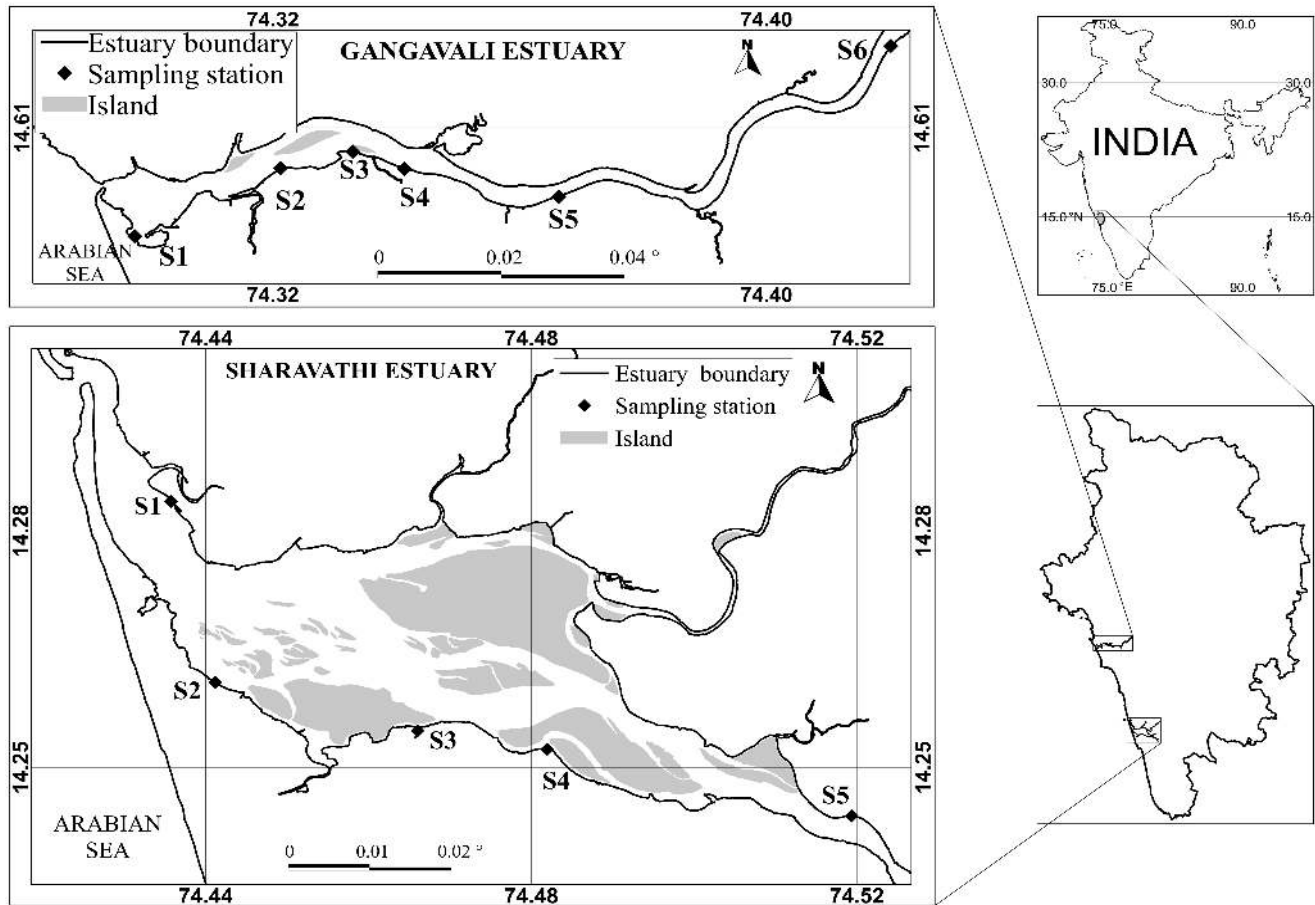 74.32 74.40
Estuary boundary
Sampling station
Island
GANGAVALI ESTUARY
N
S6
14.61 14.61
S3
S2 S4
S5
S1
ARABIAN
SEA
0 0.02 0.04 °
74.32 74.40
75.0 90.0
30.0 30.0
INDIA
15.0 °N 15.0
75.0 °E 90.0
74.44 74.48 74.52
SHARAVATHI ESTUARY
N
Estuary boundary
Sampling station
Island
S1
14.28 14.28
S2
S3
S4
14.25 14.25
S5
ARABIAN
SEA
0 0.01 0.02 °
74.44 74.48 74.52